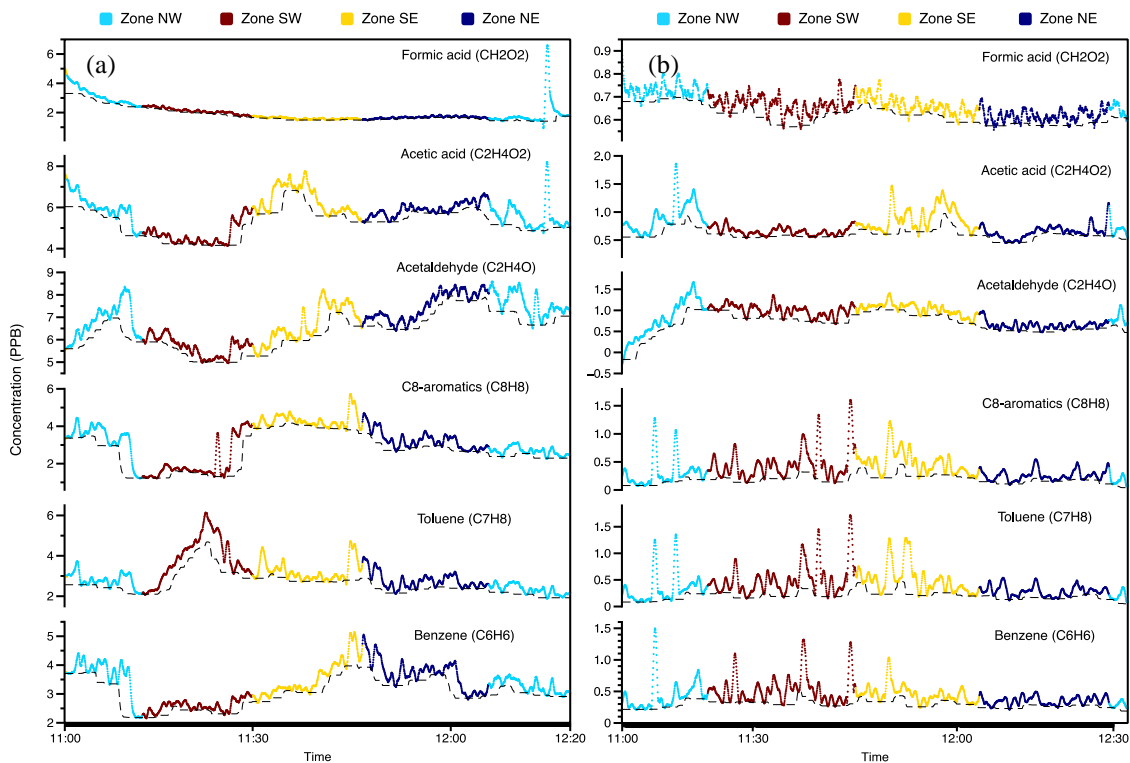 Zone NW Zone SW Zone SE Zone NE
(a)
Formic acid (CH2O2)
6
4
2
Acetic acid (C2H4O2)
8
6
4
Acetaldehyde (C2H4O)
9
8
7
6
5
C8-aromatics (C8H8)
6
4
2
Toluene (C7H8)
6
4
2
Benzene (C6H6)
5
4
3
2
11:00 11:30 12:00 12:20
Time
Concentration (PPB)
Zone NW Zone SW Zone SE Zone NE
(b)
Formic acid (CH2O2)
0.9
0.8
0.7
0.6
Acetic acid (C2H4O2)
2.0
1.5
1.0
0.5
Acetaldehyde (C2H4O)
1.5
1.0
0.5
0
−0.5
C8-aromatics (C8H8)
1.5
1.0
0.5
0
Toluene (C7H8)
1.5
1.0
0.5
0
Benzene (C6H6)
1.5
1.0
0.5
0
11:00 11:30 12:00 12:30
Time